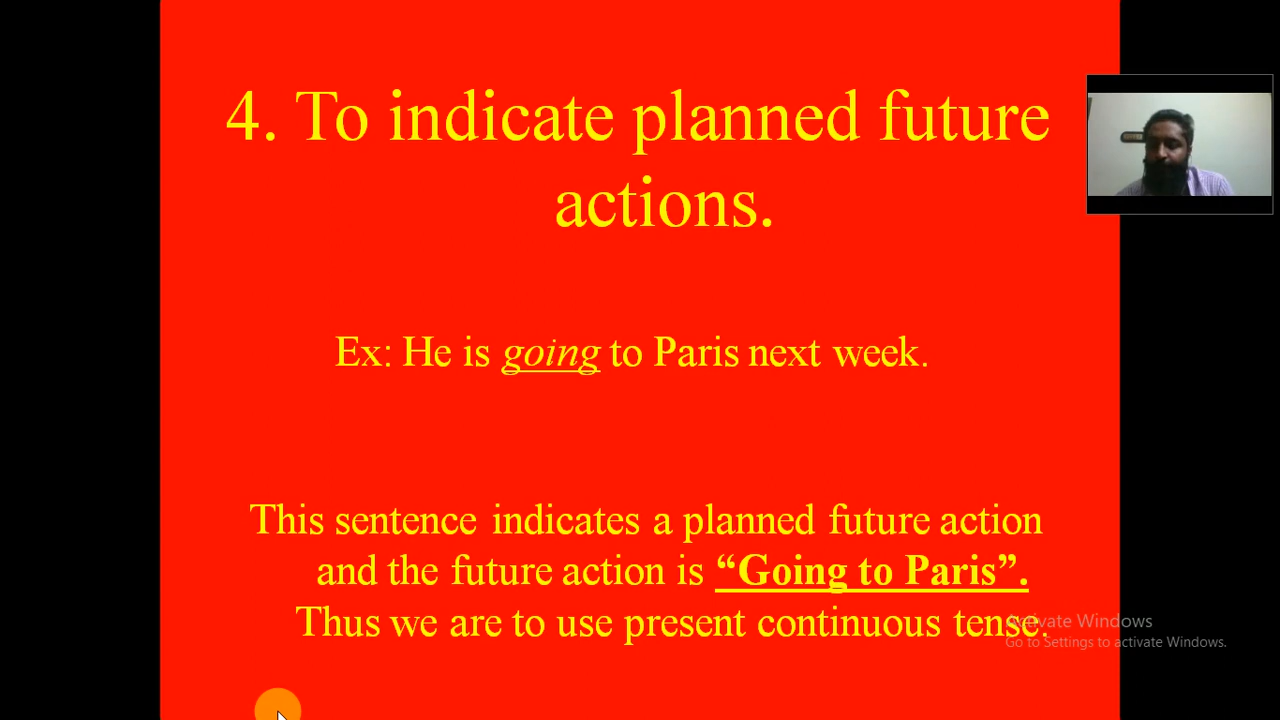 4. To indicate planned future
actions.
Ex: He is going to Paris next week.
This sentence indicates a planned future action
and the future action is “Going to Paris”.
Thus we are to use present continuous tense.
Activate Windows
Go to Settings to activate Windows.